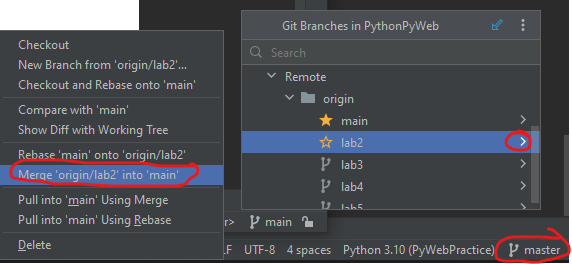 Checkout
New Branch from 'origin/lab2'...
Checkout and Rebase onto 'main'
Compare with 'main'
Show Diff with Working Tree
Rebase 'main' onto 'origin/lab2'
Merge 'origin/lab2' into 'main'
Pull into 'main' Using Merge
Pull into 'main' Using Rebase
Delete
Git Branches in PythonPyWeb
Search
Remote
origin
main
lab2
lab3
lab4
lab5
r> main
LF UTF-8 4 spaces Python 3.10 (PyWebPractice) master